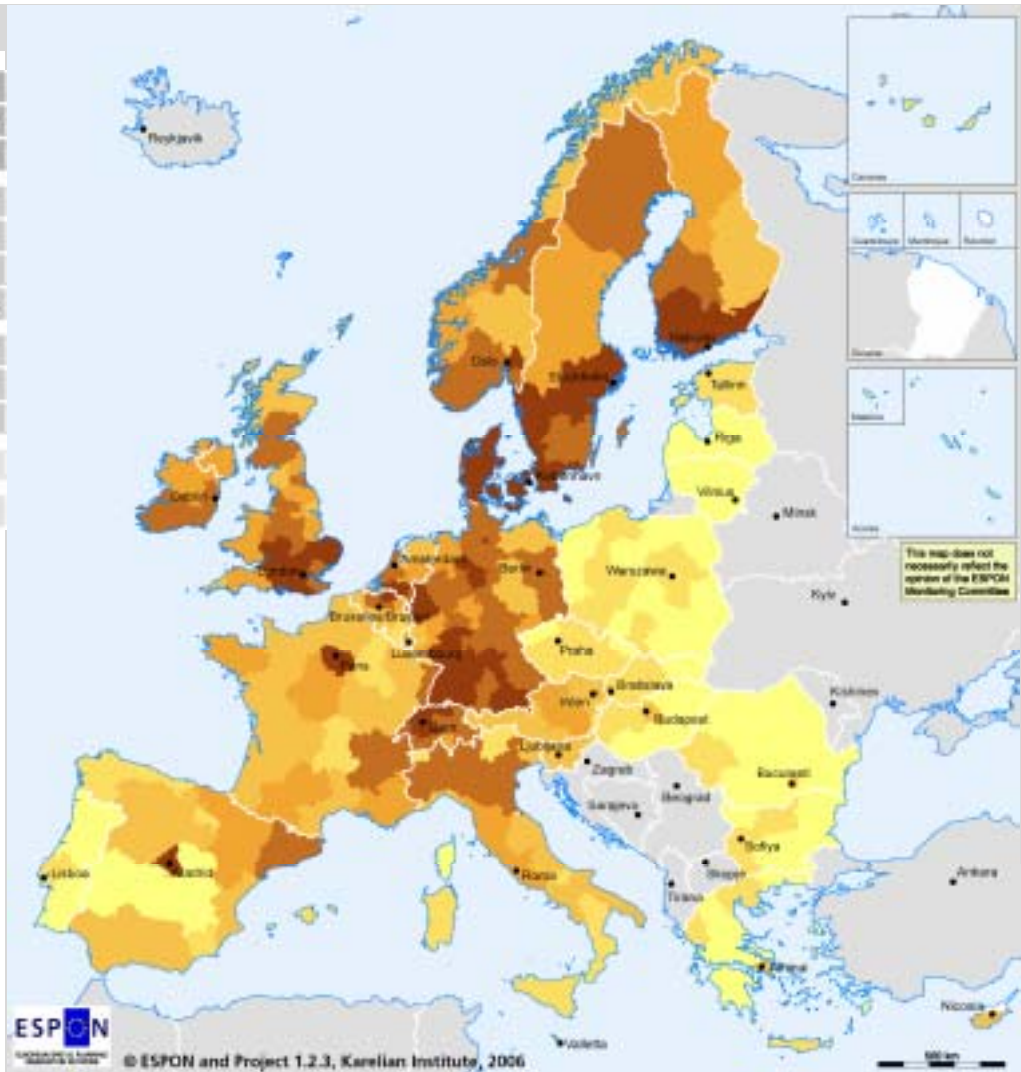 Reykjavik
Canarias
Guadeloupe
Martinique
Réunion
Guyane
Madeira
Oslo
Stockholm
Helsinki
Tallinn
Riga
Vilnius
Minsk
Dublin
London
Amsterdam
Berlin
Warszawa
Kyiv
This map does not
necessarily reflect the
opinion of the ESPON
Monitoring Committee
Luxembourg
Paris
Praha
Wien
Bratislava
Budapest
Kishinev
Bern
Ljubljana
Zagreb
Beograd
Bucuresti
Sarajevo
Sofiya
Skopje
Tirana
Ankara
Lisboa
Madrid
Roma
Athinai
Nicosia
Valletta
ESPON
© ESPON and Project 1.2.3, Karelian Institute, 2006
500 km